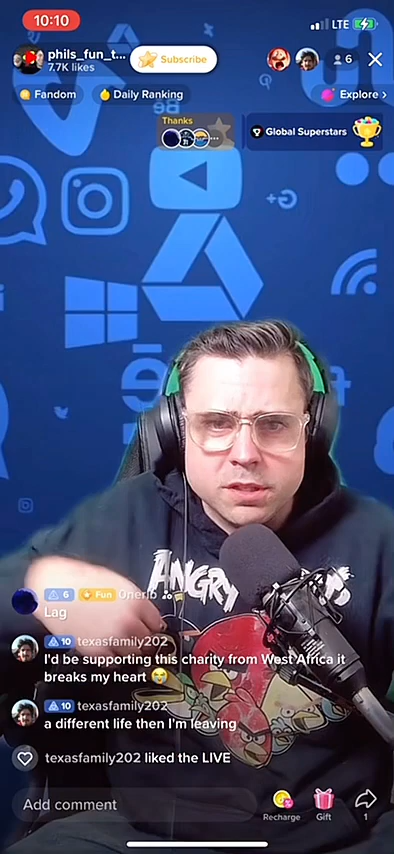 10:10
LTE
phils_fun_t...
7.7K likes
Subscribe
6
Fandom
Daily Ranking
Explore >
Thanks
Global Superstars
G+
ANGRY
6 Fun
Lag
10 texasfamily202
I'd be supporting this charity from West Africa it
breaks my heart 😭
10 texasfamily202
a different life then I'm leaving
texasfamily202 liked the LIVE
Add comment
Recharge
Gift
1